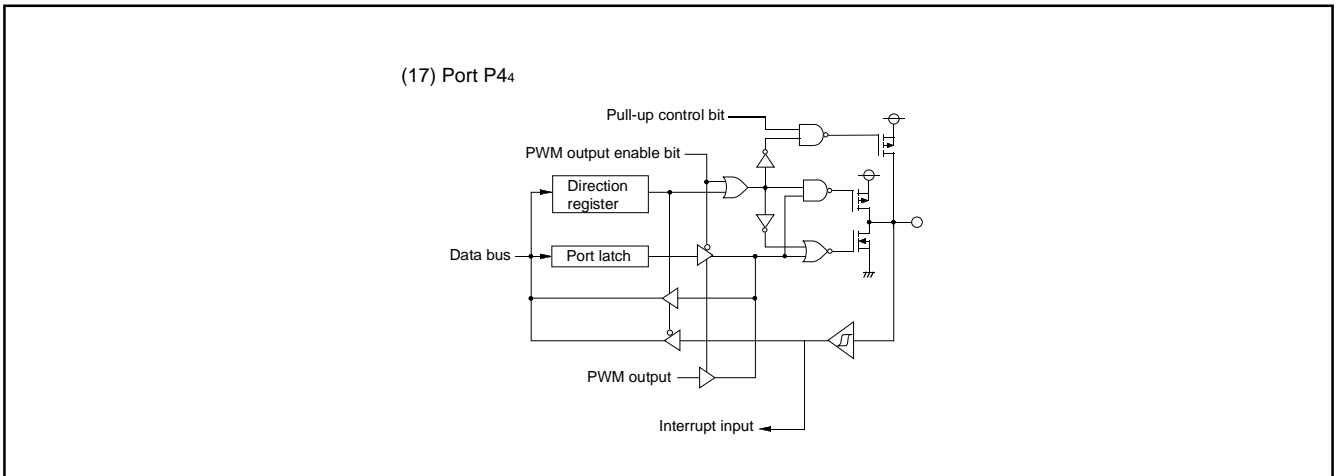 (17) Port P44
Pull-up control bit
PWM output enable bit
Direction
register
Data bus
Port latch
PWM output
Interrupt input